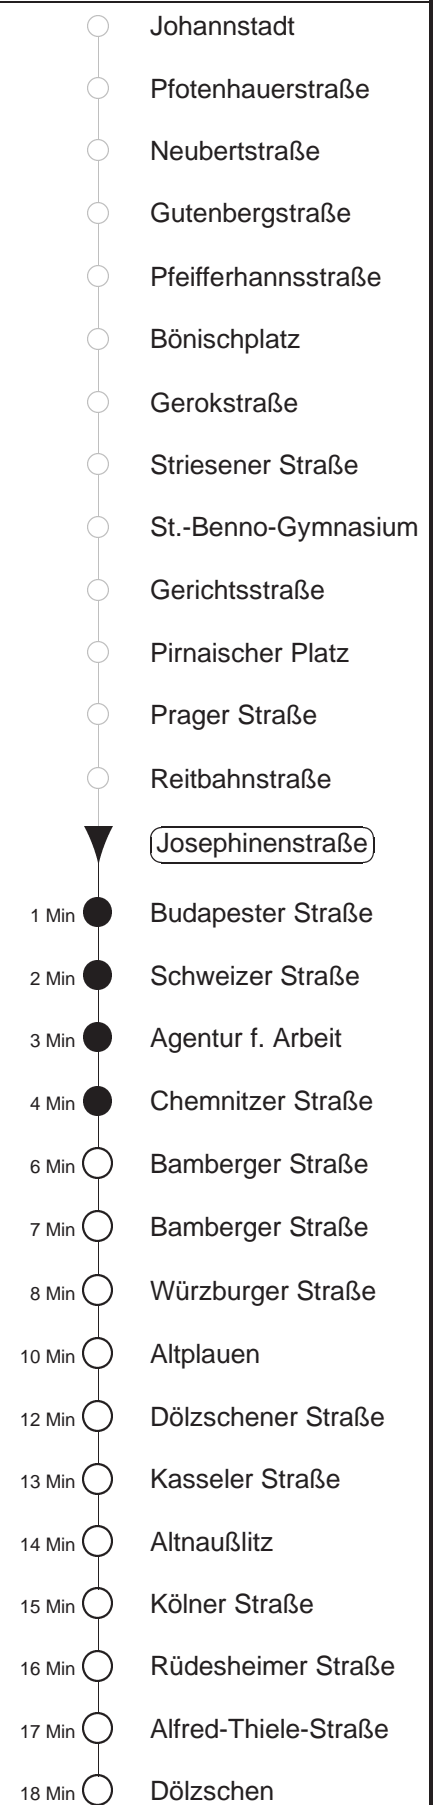 Johannstadt
Pfotenhauerstraße
Neubertstraße
Gutenbergstraße
Pfeifferhannsstraße
Bönischplatz
Gerokstraße
Striesener Straße
St.-Benno-Gymnasium
Gerichtsstraße
Pirnaischer Platz
Prager Straße
Reitbahnstraße
Josephinenstraße
1 Min Budapester Straße
2 Min Schweizer Straße
3 Min Agentur f. Arbeit
4 Min Chemnitzer Straße
6 Min Bamberger Straße
7 Min Bamberger Straße
8 Min Würzburger Straße
10 Min Altplauen
12 Min Dölzschener Straße
13 Min Kasseler Straße
14 Min Altnaußlitz
15 Min Kölner Straße
16 Min Rüdesheimer Straße
17 Min Alfred-Thiele-Straße
18 Min Dölzschen